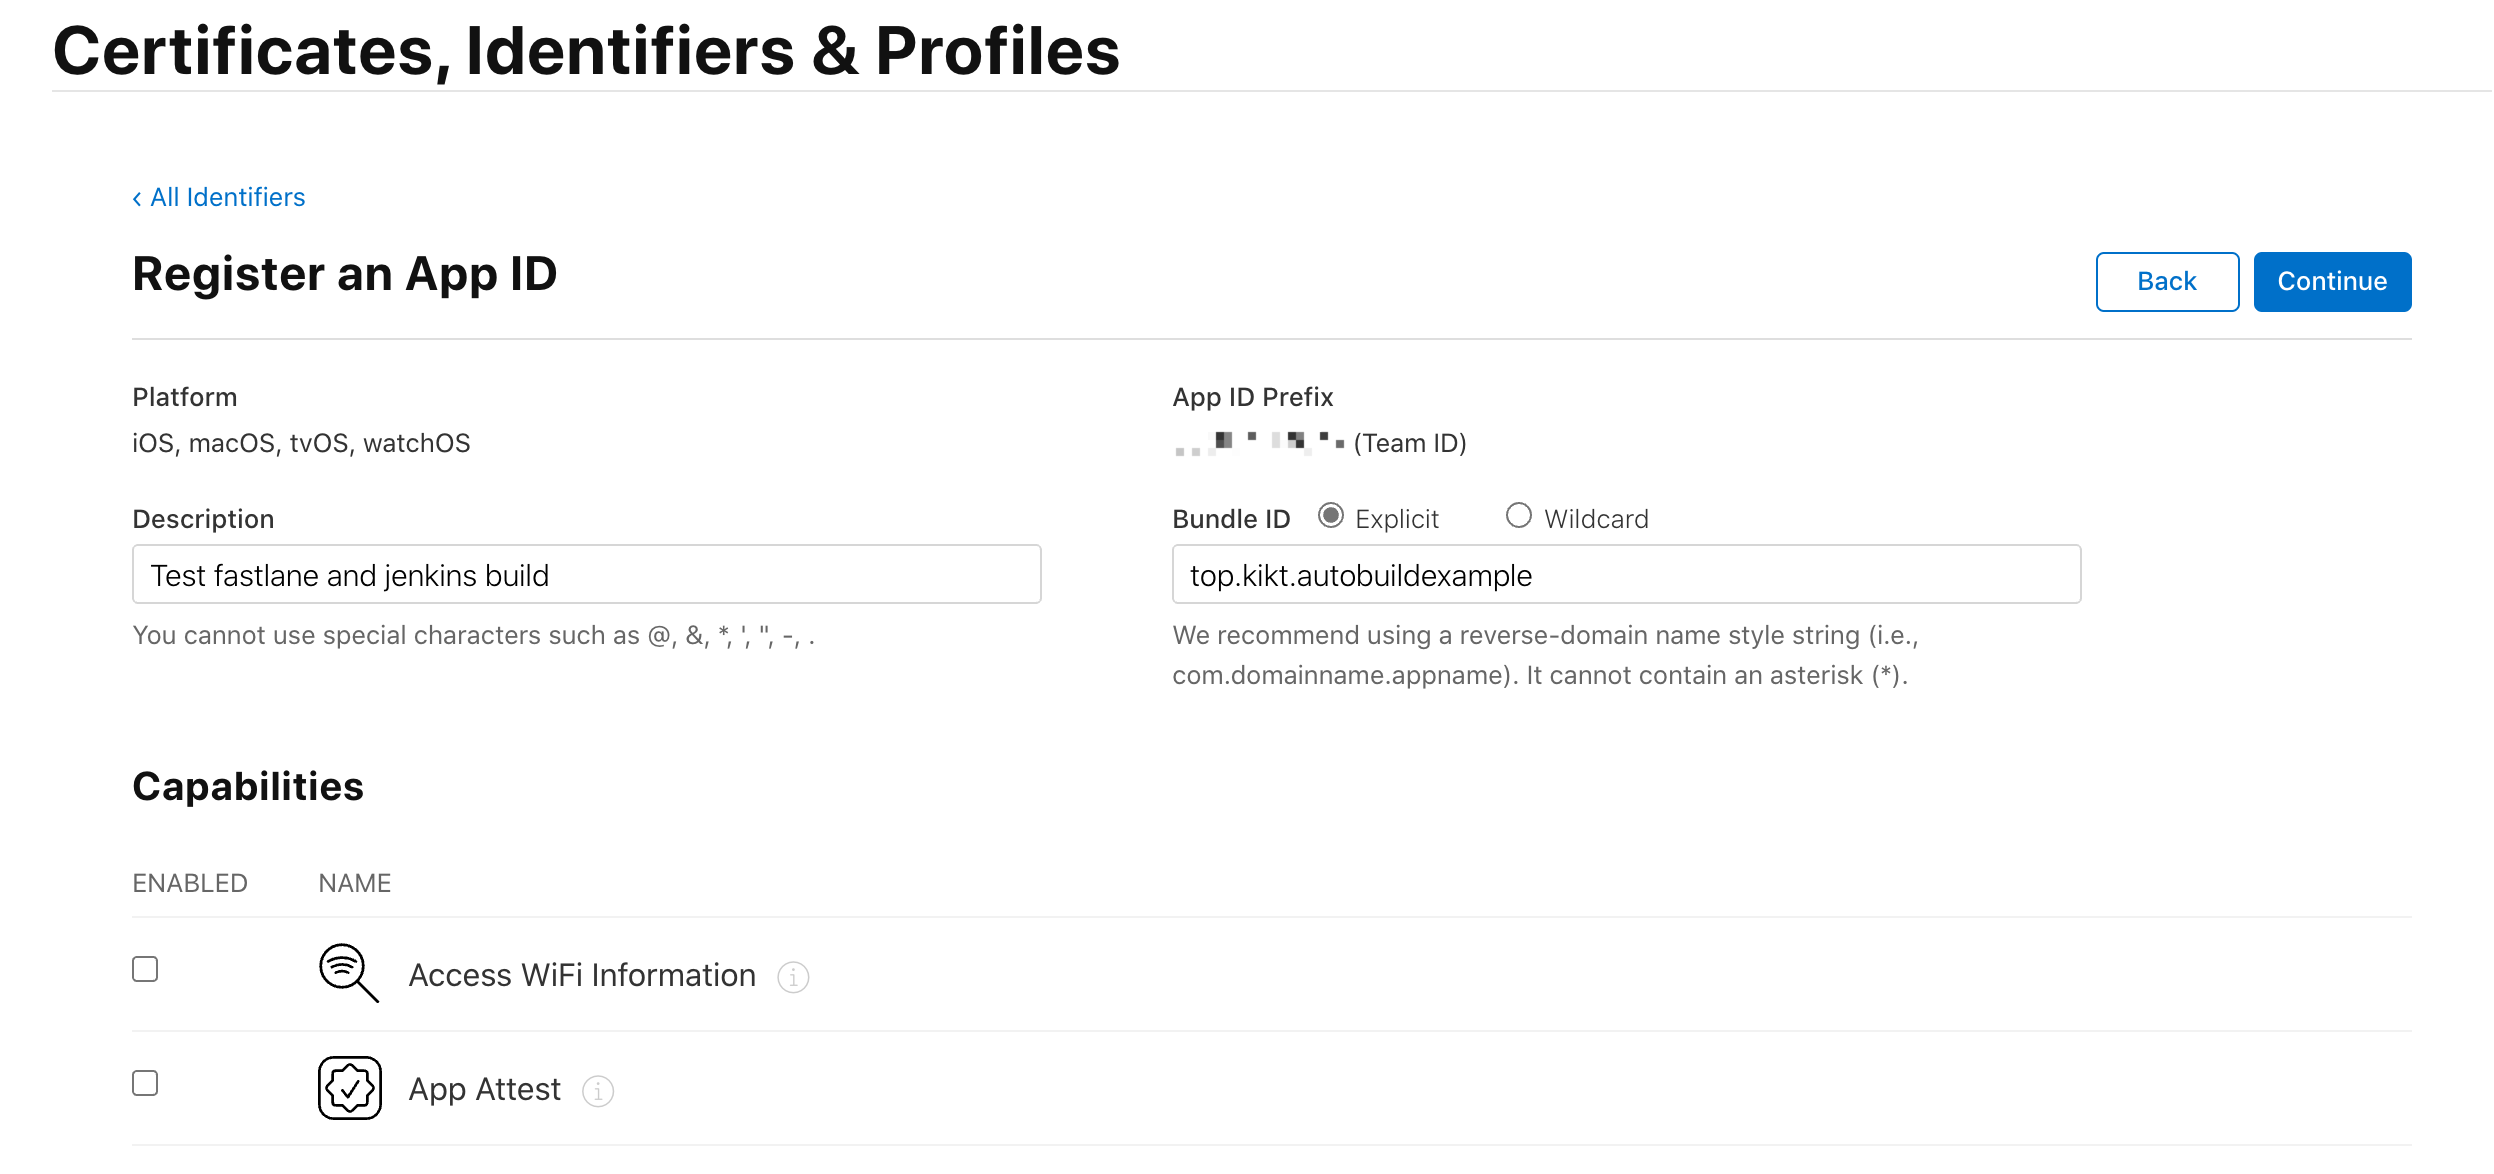 Certificates, Identifiers & Profiles
‹ All Identifiers
Register an App ID
Back
Continue
Platform
iOS, macOS, tvOS, watchOS
App ID Prefix
(Team ID)
Description
Test fastlane and jenkins build
You cannot use special characters such as @, &, *, ', ", -, .
Bundle ID
Explicit
Wildcard
top.kikt.autobuildexample
We recommend using a reverse-domain name style string (i.e.,
com.domainname.appname). It cannot contain an asterisk (*).
Capabilities
ENABLED
NAME
Access WiFi Information
App Attest